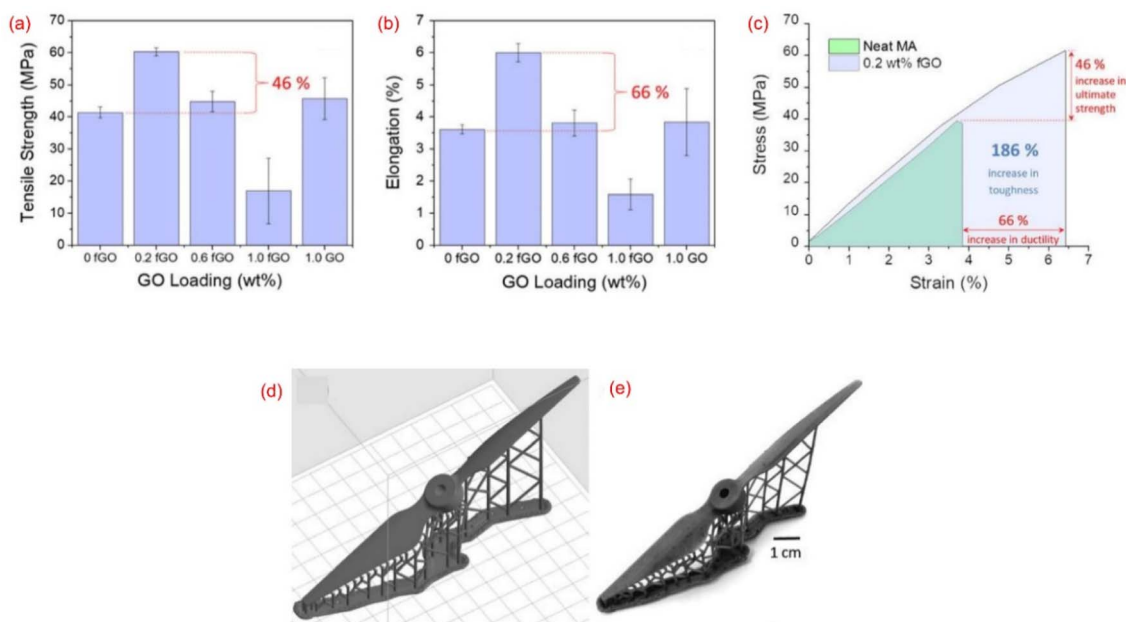 (a)
70
60
50
40
30
20
10
0
Tensile Strength (MPa)
46 %
0 fGO 0.2 fGO 0.6 fGO 1.0 fGO 1.0 GO
GO Loading (wt%)
(b)
7
6
5
4
3
2
1
0
Elongation (%)
66 %
0 fGO 0.2 fGO 0.6 fGO 1.0 fGO 1.0 GO
GO Loading (wt%)
(c)
70
60
50
40
30
20
10
0
Stress (MPa)
Neat MA
0.2 wt% fGO
46 %
increase in
ultimate
strength
186 %
increase in
toughness
66 %
increase in ductility
0 1 2 3 4 5 6 7
Strain (%)
(d)
(e)
1 cm